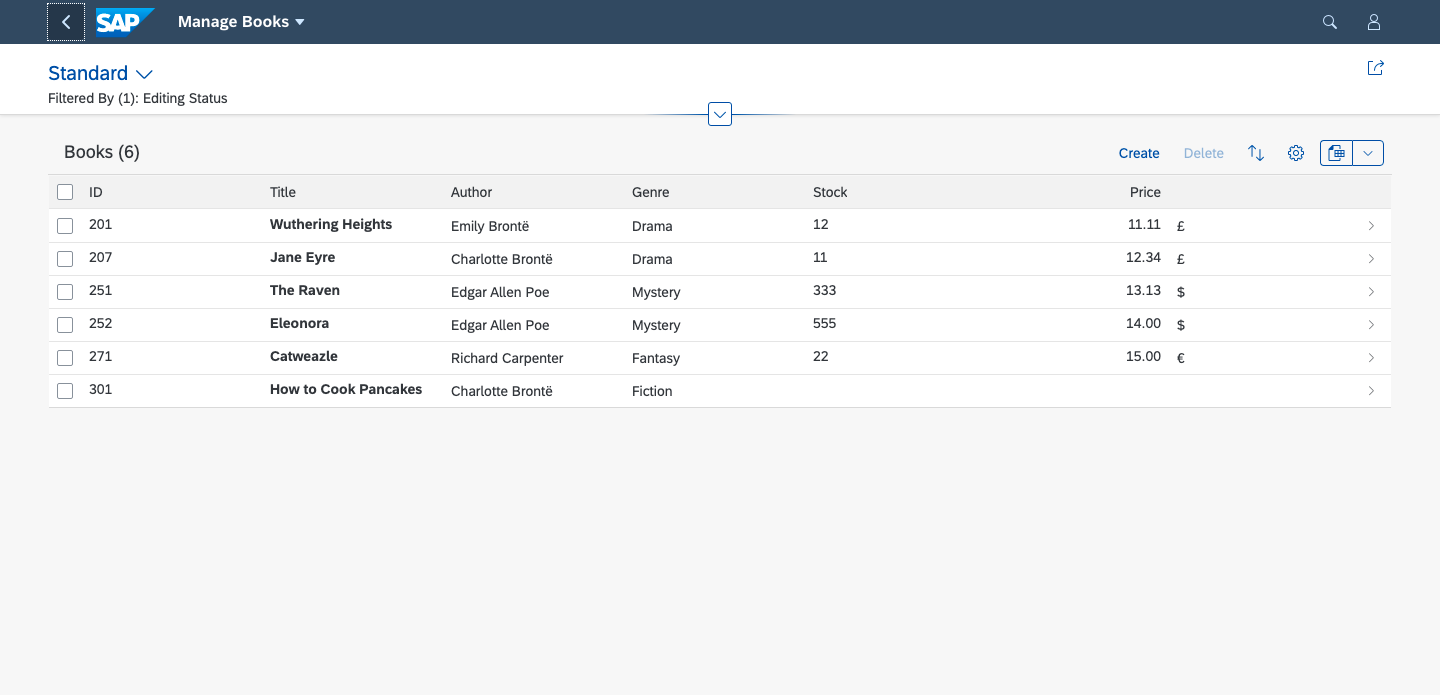 SAP Manage Books
Standard
Filtered By (1): Editing Status
Books (6) Create Delete
ID Title Author Genre Stock Price
201 Wuthering Heights Emily Brontë Drama 12 11.11 £
207 Jane Eyre Charlotte Brontë Drama 11 12.34 £
251 The Raven Edgar Allen Poe Mystery 333 13.13 $
252 Eleonora Edgar Allen Poe Mystery 555 14.00 $
271 Catweazle Richard Carpenter Fantasy 22 15.00 €
301 How to Cook Pancakes Charlotte Brontë Fiction